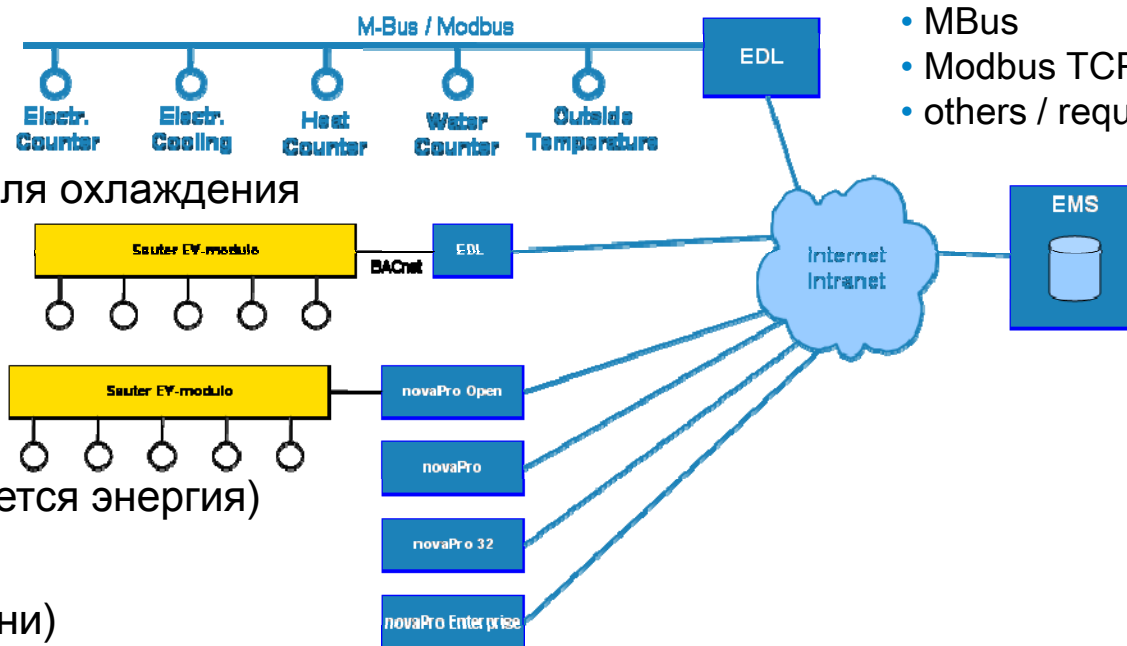 M-Bus / Modbus
EDL
• MBus
• Modbus TCP
• others / requ
Electr.
Counter
Electr.
Cooling
Heat
Counter
Water
Counter
Outside
Temperature
ля охлаждения
EMS
Sauter EY-modulo
BACnet
EDL
Internet
Intranet
Sauter EY-modulo
novaPro Open
novaPro
ется энергия)
novaPro 32
novaPro Enterprise
ни)